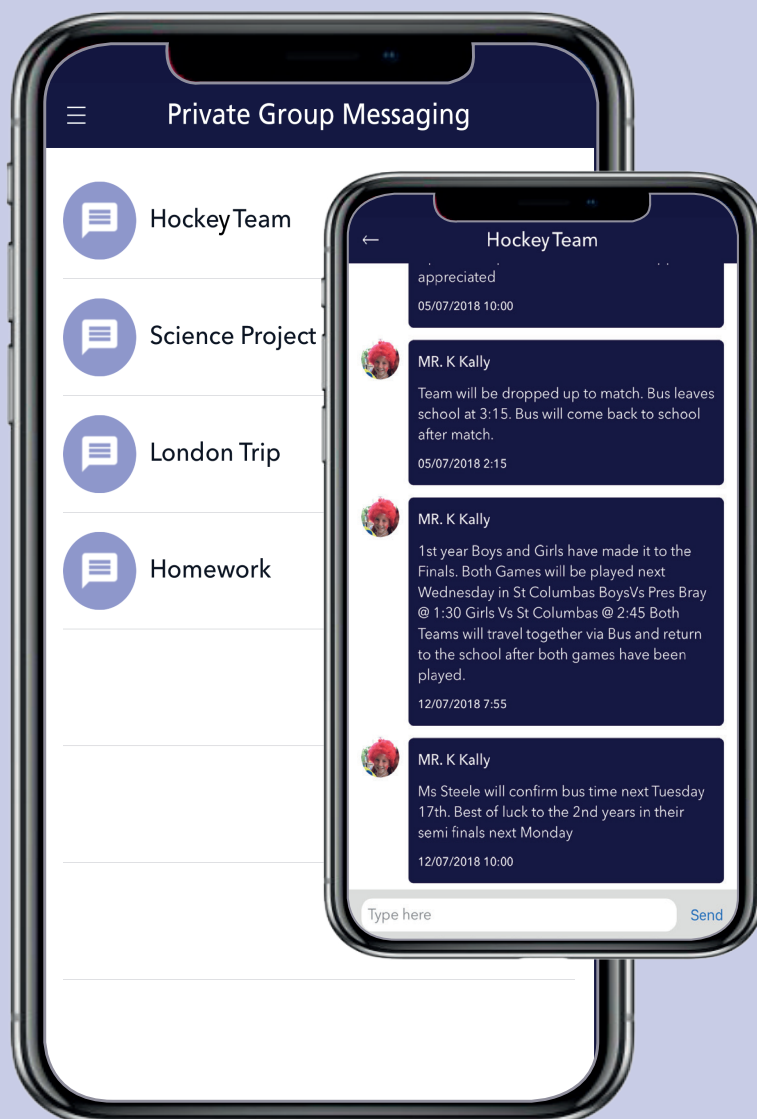 Private Group Messaging
Hockey Team
Science Project
London Trip
Homework
Hockey Team
appreciated
05/07/2018 10:00
MR. K Kally
Team will be dropped up to match. Bus leaves
school at 3:15. Bus will come back to school
after match.
05/07/2018 2:15
MR. K Kally
1st year Boys and Girls have made it to the
Finals. Both Games will be played next
Wednesday in St Columbas BoysVs Pres Bray
@ 1:30 Girls Vs St Columbas @ 2:45 Both
Teams will travel together via Bus and return
to the school after both games have been
played.
12/07/2018 7:55
MR. K Kally
Ms Steele will confirm bus time next Tuesday
17th. Best of luck to the 2nd years in their
semi finals next Monday
12/07/2018 10:00
Type here
Send